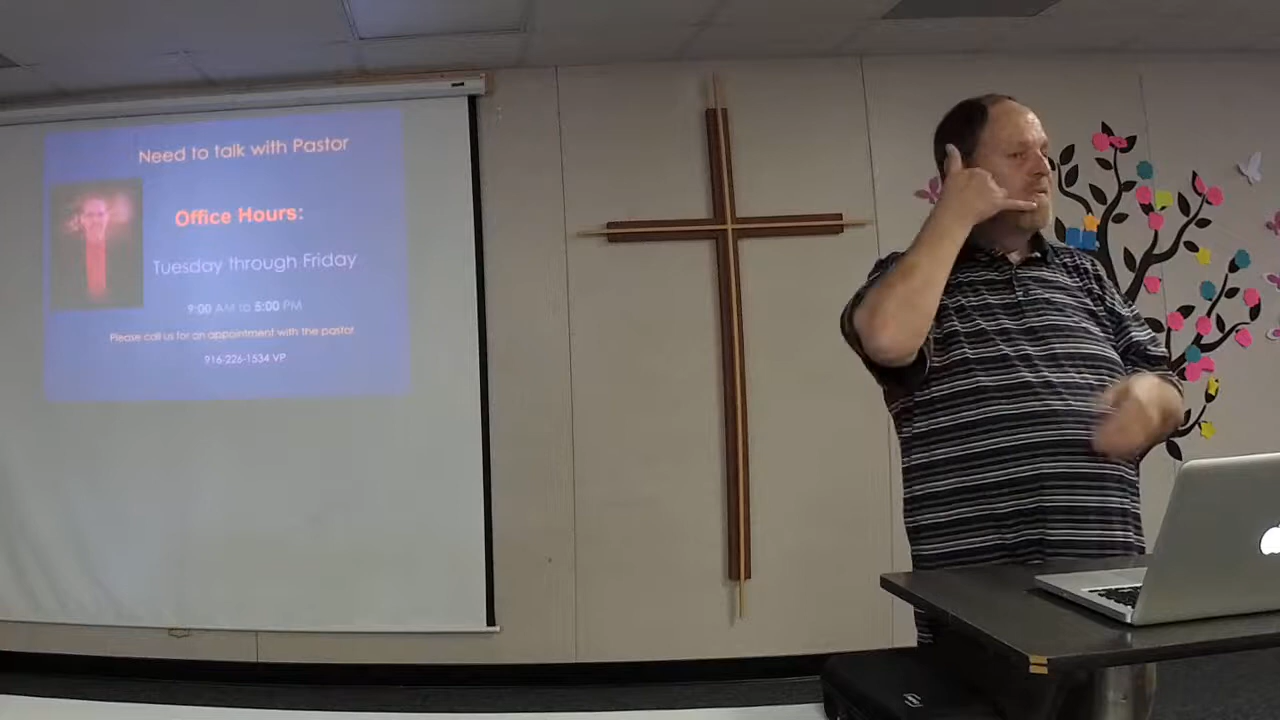 Need to talk with Pastor
Office Hours:
Tuesday through Friday
9:00 AM to 5:00 PM
Please call us for an appointment with the pastor
916-226-1534 VP